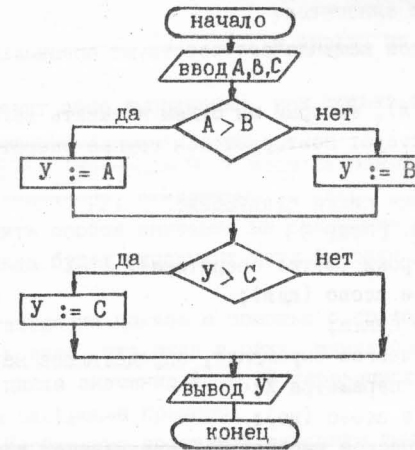 начало
ввод А,В,С
да
А > В
нет
У := А
У := В
да
У > С
нет
У := С
вывод У
конец